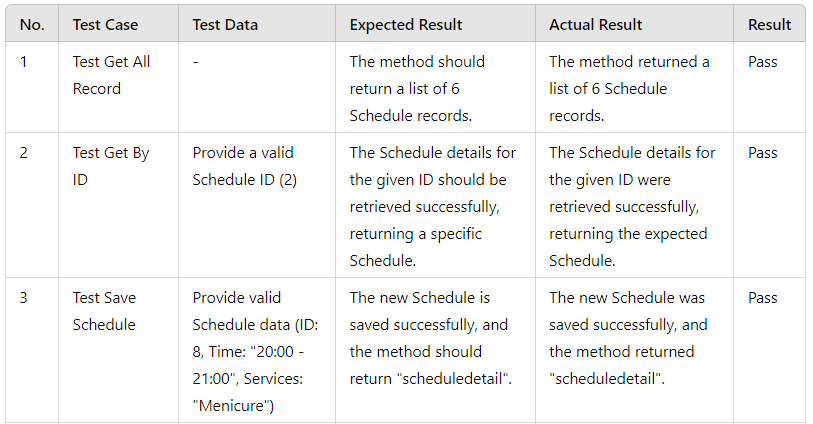 No. Test Case Test Data Expected Result Actual Result Result
1 Test Get All Record - The method should return a list of 6 Schedule records. The method returned a list of 6 Schedule records. Pass
2 Test Get By ID Provide a valid Schedule ID (2) The Schedule details for the given ID should be retrieved successfully, returning a specific Schedule. The Schedule details for the given ID were retrieved successfully, returning the expected Schedule. Pass
3 Test Save Schedule Provide valid Schedule data (ID: 8, Time: "20:00 - 21:00", Services: "Menicure") The new Schedule is saved successfully, and the method should return "scheduledetail". The new Schedule was saved successfully, and the method returned "scheduledetail". Pass